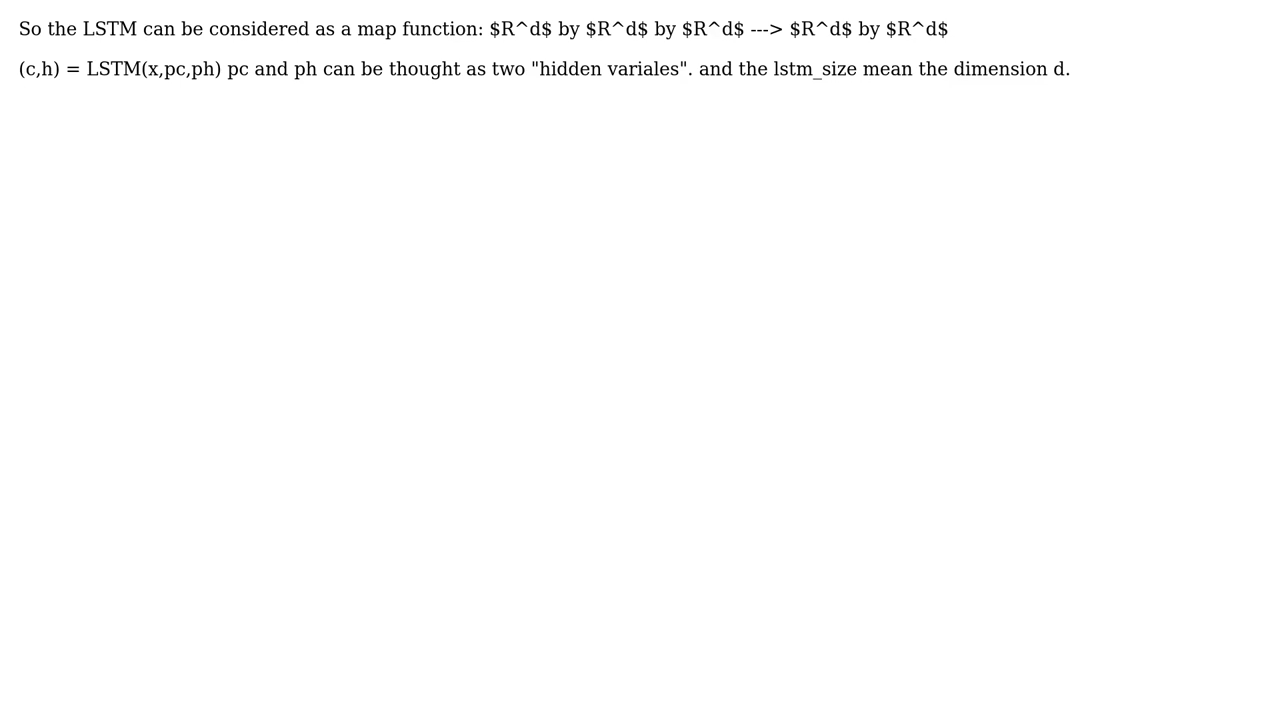 So the LSTM can be considered as a map function: $R^d$ by $R^d$ by $R^d$ ---> $R^d$ by $R^d$
(c,h) = LSTM(x,pc,ph) pc and ph can be thought as two "hidden variales". and the lstm_size mean the dimension d.